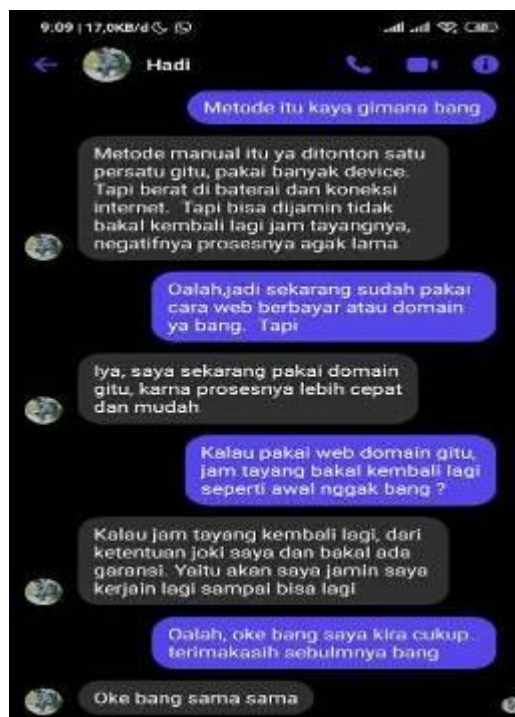 9:09 | 17,0KB/d
Hadi
Metode itu kaya gimana bang
Metode manual itu ya ditonton satu
persatu gitu, pakai banyak device.
Tapi berat di baterai dan koneksi
internet. Tapi bisa dijamin tidak
bakal kembali lagi jam tayangnya,
negatifnya prosesnya agak lama
Oalah,jadi sekarang sudah pakai
cara web berbayar atau domain
ya bang. Tapi
Iya, saya sekarang pakai domain
gitu, karna prosesnya lebih cepat
dan mudah
Kalau pakai web domain gitu,
jam tayang bakal kembali lagi
seperti awal nggak bang ?
Kalau jam tayang kembali lagi, dari
ketentuan joki saya dan bakal ada
garansi. Yaitu akan saya jamin saya
kerjain lagi sampai bisa lagi
Oalah, oke bang saya kira cukup.
terimakasih sebulmnya bang
Oke bang sama sama